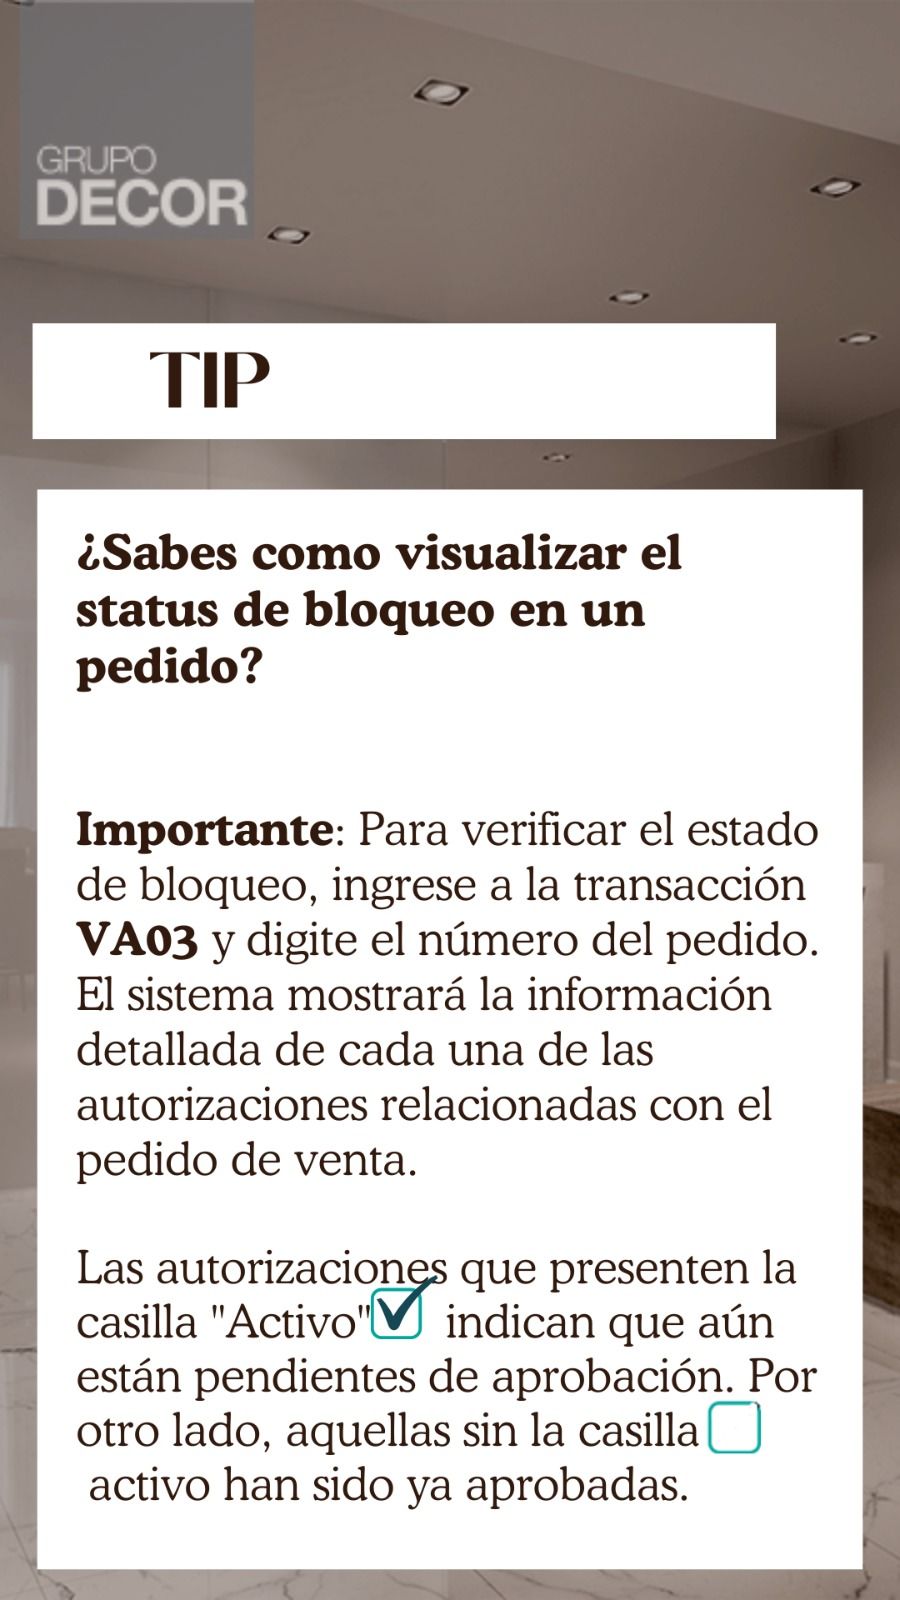 GRUPO
DECOR
TIP
¿Sabes como visualizar el
status de bloqueo en un
pedido?
Importante: Para verificar el estado
de bloqueo, ingrese a la transacción
VA03 y digite el número del pedido.
El sistema mostrará la información
detallada de cada una de las
autorizaciones relacionadas con el
pedido de venta.
Las autorizaciones que presenten la
casilla "Activo" indican que aún
están pendientes de aprobación. Por
otro lado, aquellas sin la casilla
activo han sido ya aprobadas.